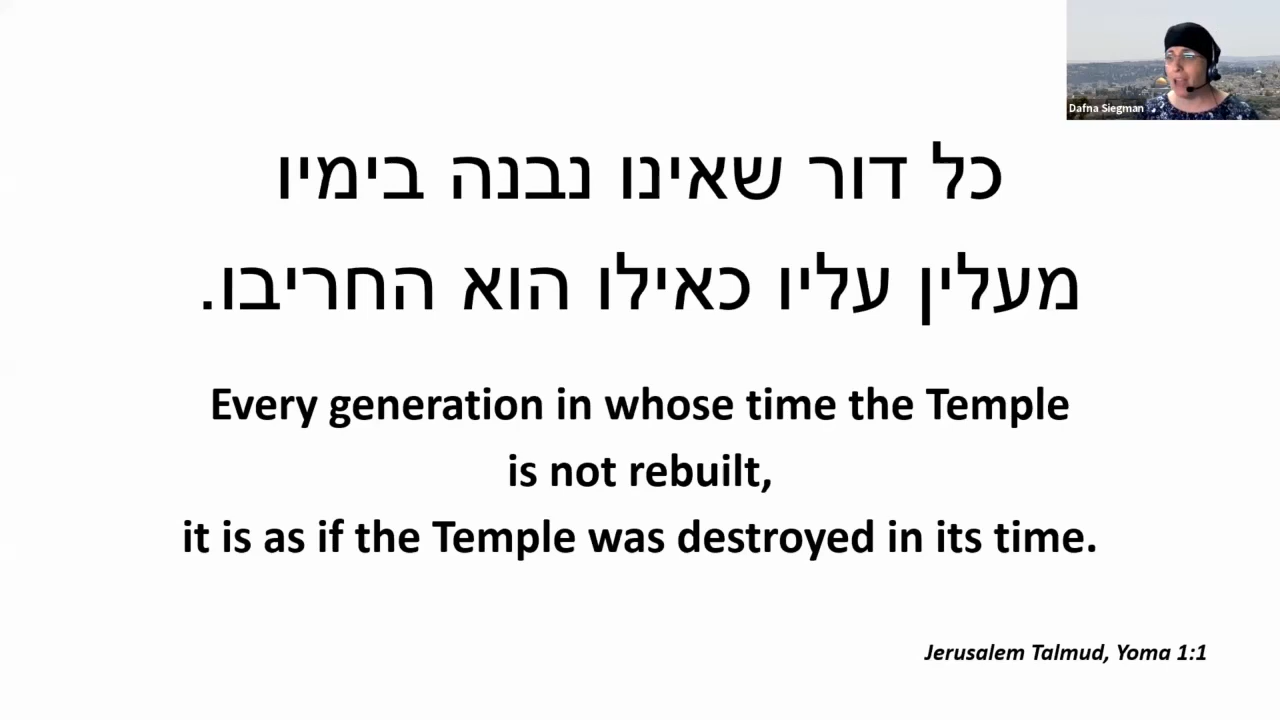 Dafna Siegman
כל דור שאינו נבנה בימיו
מעלין עליו כאילו הוא החריבו.
Every generation in whose time the Temple
is not rebuilt,
it is as if the Temple was destroyed in its time.
Jerusalem Talmud, Yoma 1:1